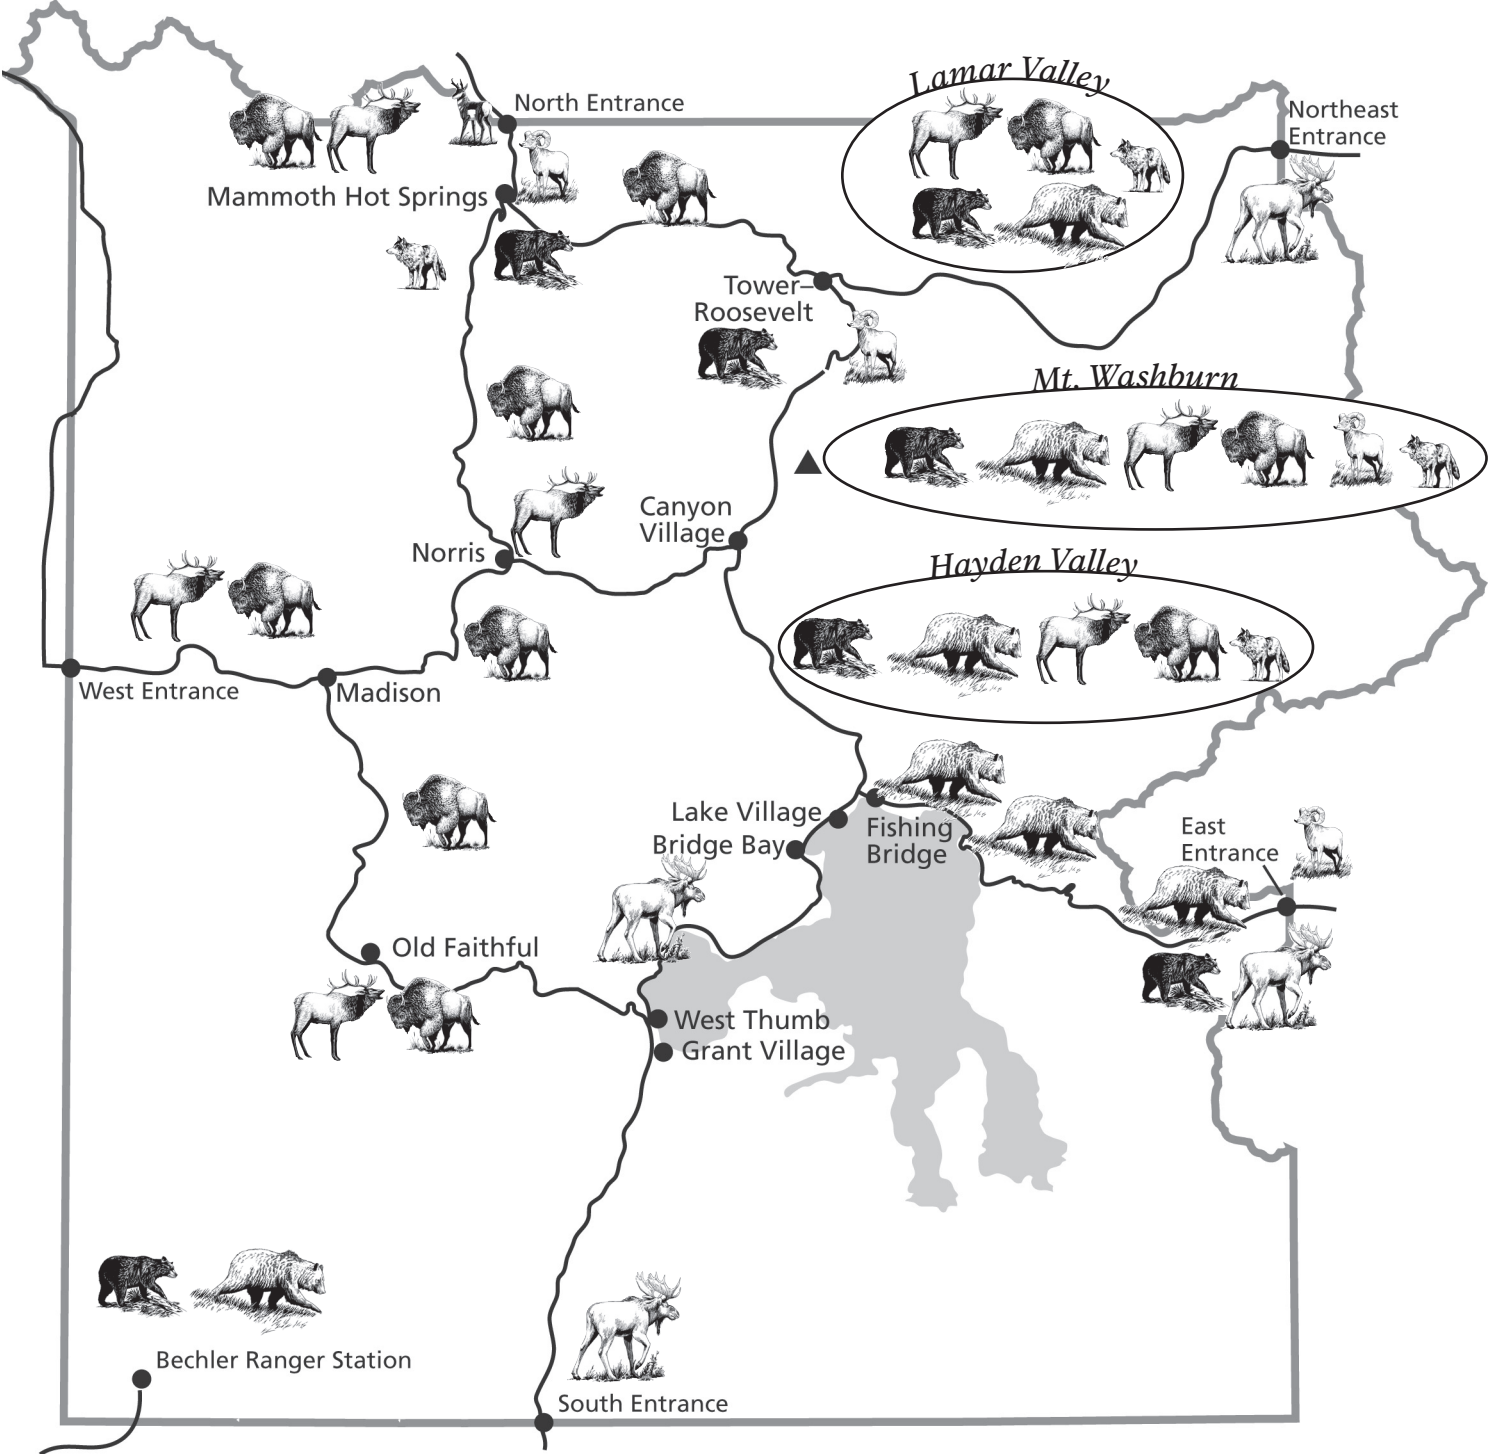 Lamar Valley
North Entrance
Northeast
Entrance
Mammoth Hot Springs
Tower–
Roosevelt
Mt. Washburn
Canyon
Village
Norris
Hayden Valley
West Entrance
Madison
Lake Village
Bridge Bay
Fishing
Bridge
East
Entrance
Old Faithful
West Thumb
Grant Village
Bechler Ranger Station
South Entrance